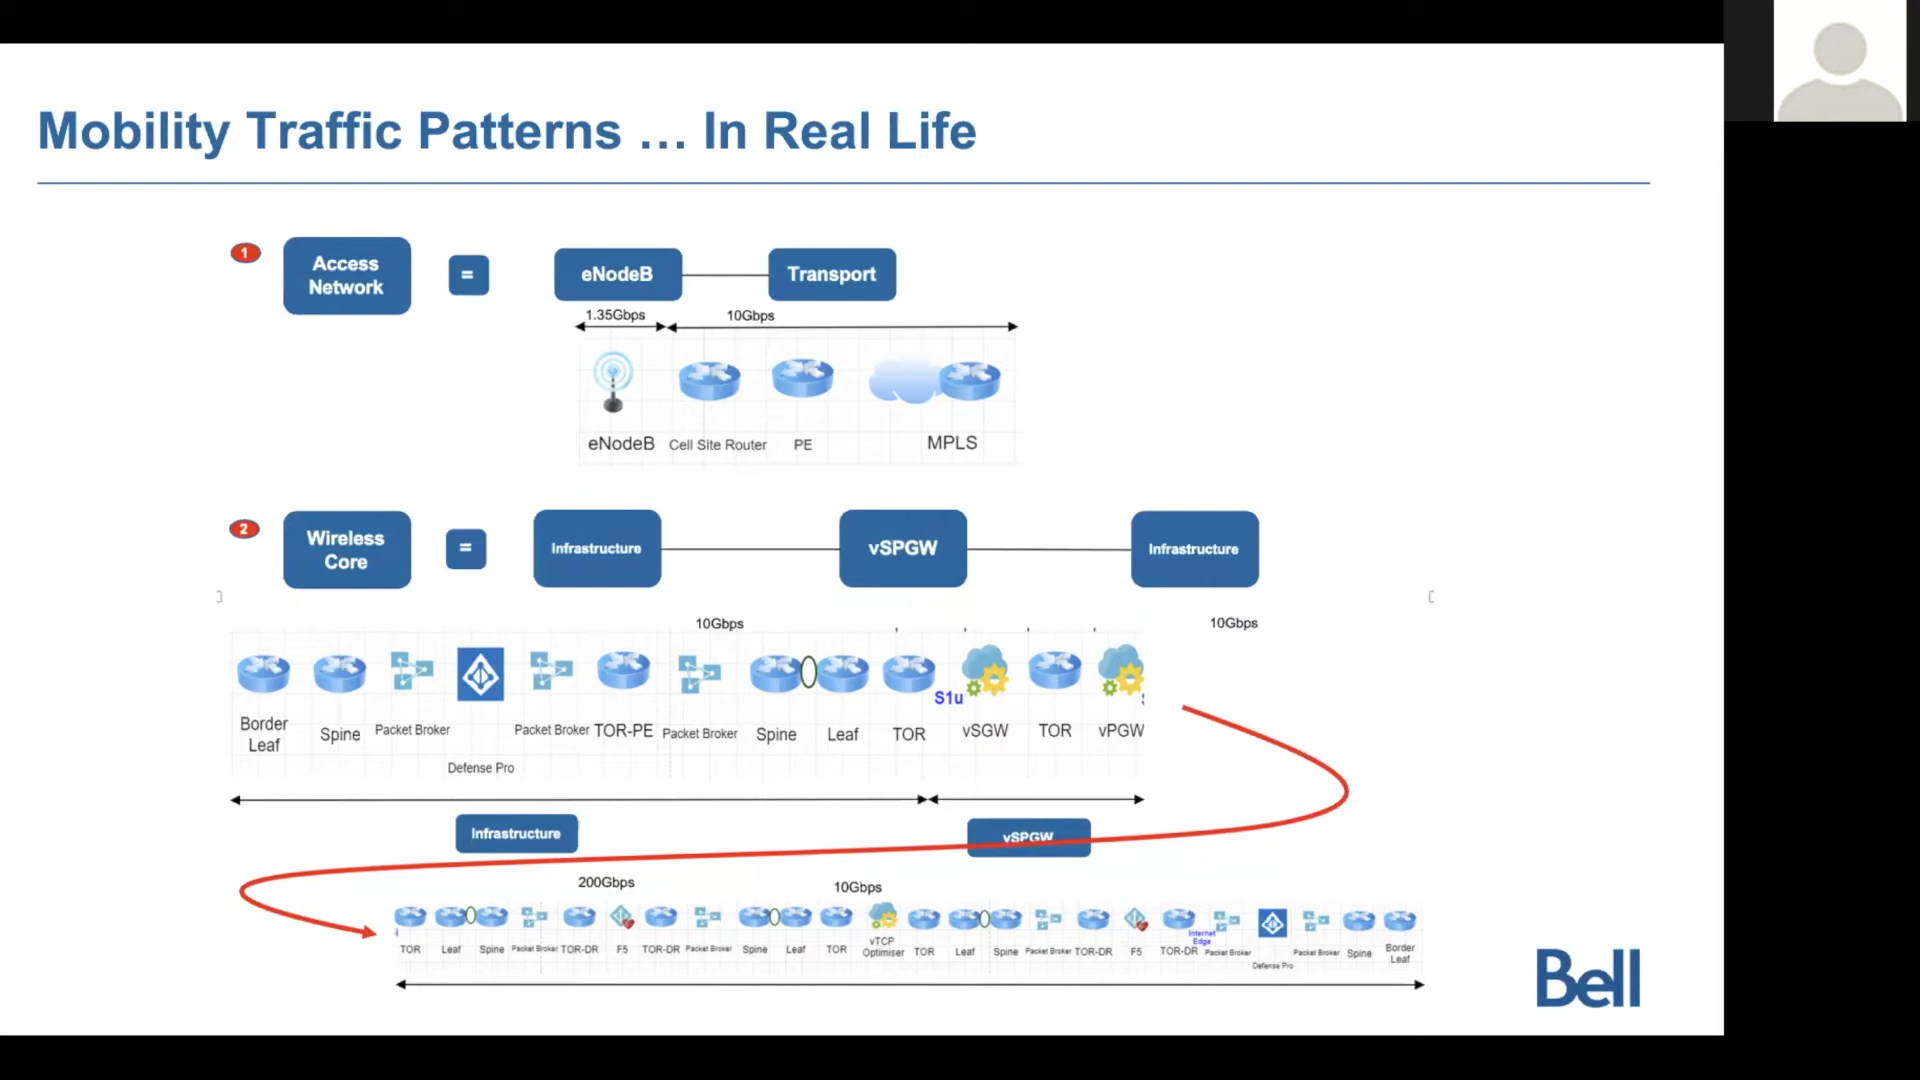 Mobility Traffic Patterns … In Real Life
1
Access
Network
=
eNodeB
Transport
1.35Gbps
10Gbps
eNodeB
Cell Site Router
PE
MPLS
2
Wireless
Core
=
Infrastructure
vSPGW
Infrastructure
10Gbps
10Gbps
S1u
Border
Leaf
Spine
Packet Broker
Defense Pro
Packet Broker
TOR-PE
Packet Broker
Spine
Leaf
TOR
vSGW
TOR
vPGW
Infrastructure
vSPGW
200Gbps
10Gbps
TOR
Leaf
Spine
Packet Broker
TOR-DR
F5
TOR-DR
Packet Broker
Spine
Leaf
TOR
vTCP
Optimiser
TOR
Leaf
Spine
Packet Broker
TOR-DR
F5
TOR-DR
Internet
Edge
Packet Broker
Defense Pro
Packet Broker
Spine
Border
Leaf
Bell